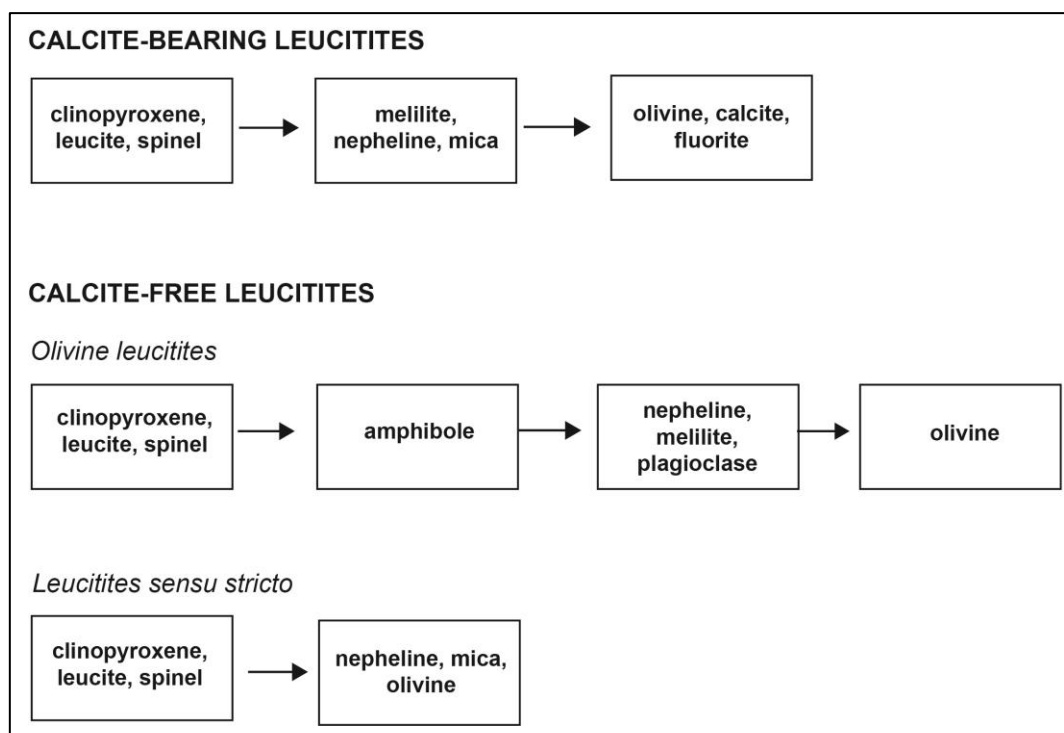 CALCITE-BEARING LEUCITITES
clinopyroxene,
leucite, spinel
melilite,
nepheline, mica
olivine, calcite,
fluorite
CALCITE-FREE LEUCITITES
Olivine leucitites
clinopyroxene,
leucite, spinel
amphibole
nepheline,
melilite,
plagioclase
olivine
Leucitites sensu stricto
clinopyroxene,
leucite, spinel
nepheline, mica,
olivine